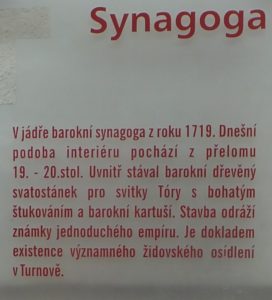 Synagoga
V jádře barokní synagoga z roku 1719. Dnešní
podoba interiéru pochází z přelomu
19. - 20.stol. Uvnitř stával barokní dřevěný
svatostánek pro svitky Tóry s bohatým
štukováním a barokní kartuší. Stavba odráží
známky jednoduchého empíru. Je dokladem
existence významného židovského osídlení
v Turnově.